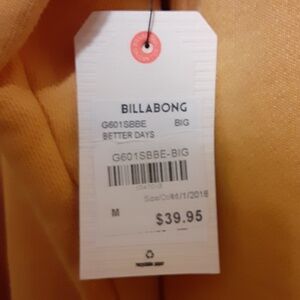 BILLABONG
G601SBBE BIG
BETTER DAYS
G601SBBE-BIG
M
$39.95